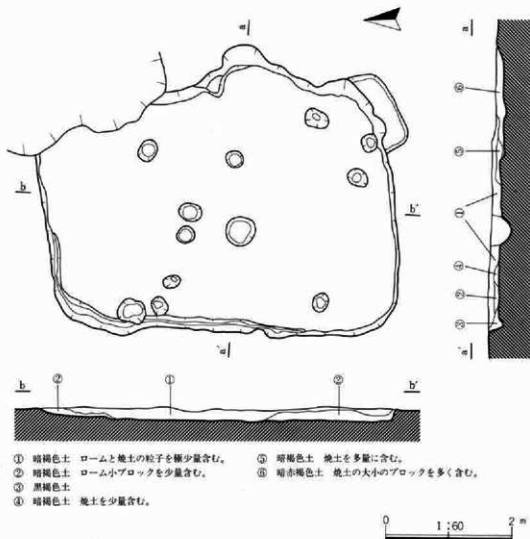 a
a
⑥
⑤
b
b'
①
④
②
③
a'
a'
b
②
①
②
b'
① 暗褐色土 ロームと焼土の粒子を極少量含む。
② 暗褐色土 ローム小ブロックを少量含む。
③ 黒褐色土
④ 暗褐色土 焼土を少量含む。
⑤ 暗褐色土 焼土を多量に含む。
⑥ 暗赤褐色土 焼土の大小のブロックを多く含む。
0 1:60 2 m